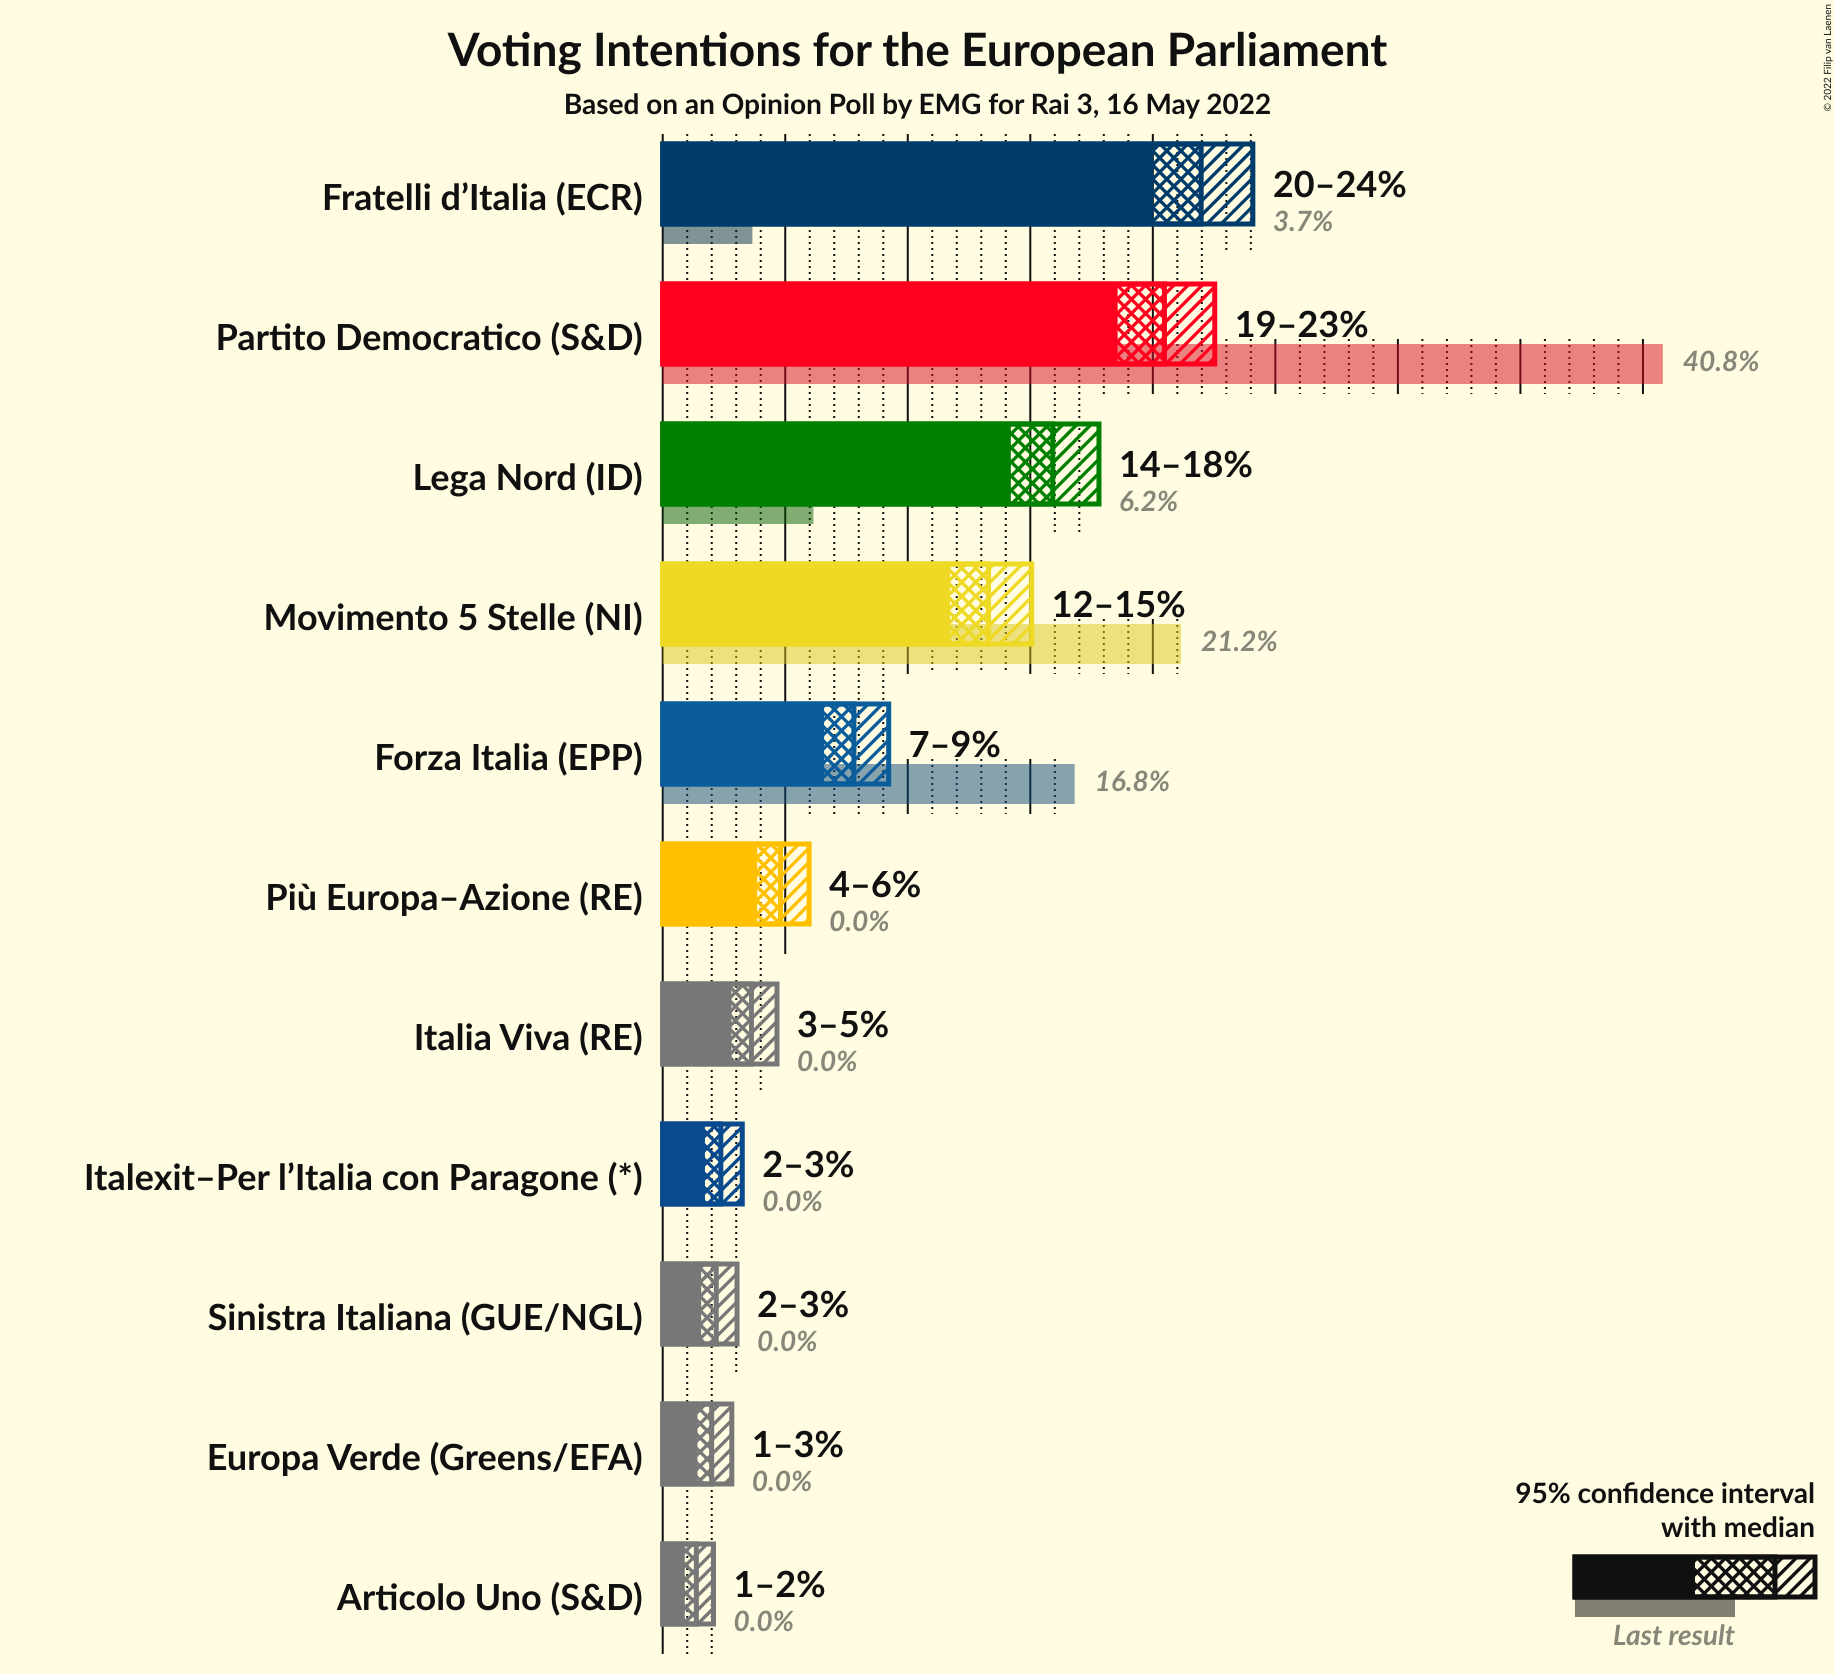 Voting Intentions for the European Parliament
Based on an Opinion Poll by EMG for Rai 3, 16 May 2022
© 2022 Filip van Laenen
Fratelli d’Italia (ECR)
20–24%
3.7%
Partito Democratico (S&D)
19–23%
40.8%
Lega Nord (ID)
14–18%
6.2%
Movimento 5 Stelle (NI)
12–15%
21.2%
Forza Italia (EPP)
7–9%
16.8%
Più Europa–Azione (RE)
4–6%
0.0%
Italia Viva (RE)
3–5%
0.0%
Italexit–Per l’Italia con Paragone (*)
2–3%
0.0%
Sinistra Italiana (GUE/NGL)
2–3%
0.0%
Europa Verde (Greens/EFA)
1–3%
0.0%
Articolo Uno (S&D)
1–2%
0.0%
95% confidence interval
with median
Last result